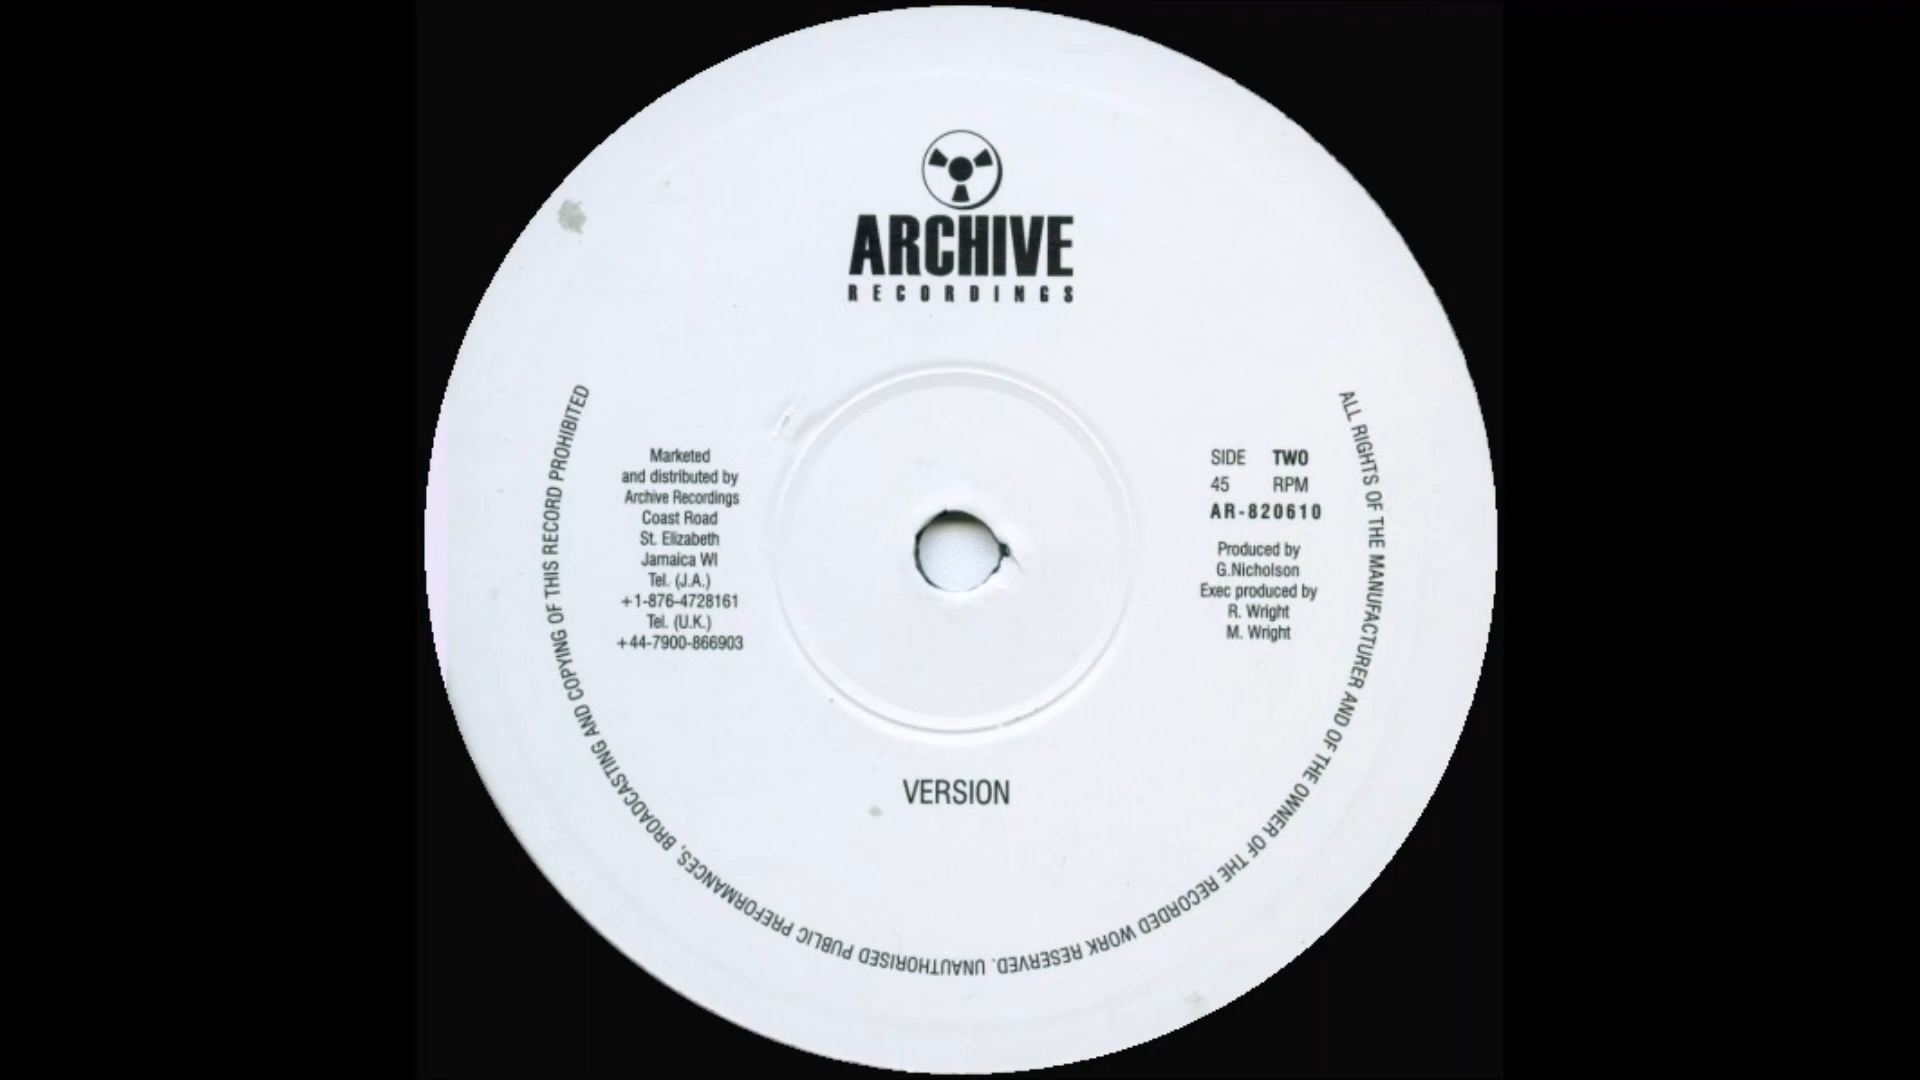 ARCHIVE
RECORDINGS
Marketed
and distributed by
Archive Recordings
Coast Road
St. Elizabeth
Jamaica WI
Tel. (J.A.)
+1-876-4728161
Tel. (U.K.)
+44-7900-866903
SIDE TWO
45 RPM
AR-820610
Produced by
G.Nicholson
Exec produced by
R. Wright
M. Wright
VERSION
ALL RIGHTS OF THE MANUFACTURER AND OF THE OWNER OF THE RECORDED WORK RESERVED. UNAUTHORISED PUBLIC PREFORMANCES, BROADCASTING AND COPYING OF THIS RECORD PROHIBITED